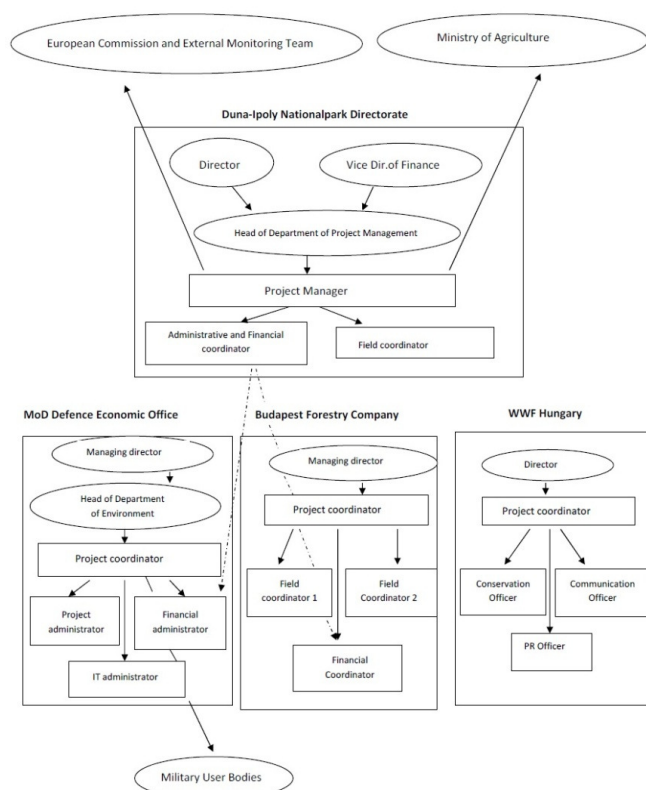 European Commission and External Monitoring Team
Ministry of Agriculture
Duna-Ipoly Nationalpark Directorate
Director
Vice Dir.of Finance
Head of Department of Project Management
Project Manager
Administrative and Financial
coordinator
Field coordinator
MoD Defence Economic Office
Managing director
Head of Department
of Environment
Project coordinator
Project
administrator
Financial
administrator
IT administrator
Military User Bodies
Budapest Forestry Company
Managing director
Project coordinator
Field
coordinator 1
Field
Coordinator 2
Financial
Coordinator
WWF Hungary
Director
Project coordinator
Conservation
Officer
Communication
Officer
PR Officer